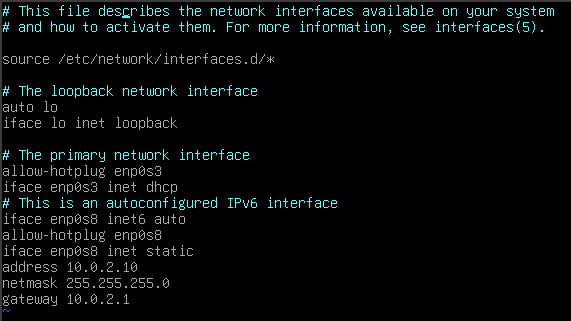 # This file describes the network interfaces available on your system
# and how to activate them. For more information, see interfaces(5).
source /etc/network/interfaces.d/*
# The loopback network interface
auto lo
iface lo inet loopback
# The primary network interface
allow-hotplug enp0s3
iface enp0s3 inet dhcp
# This is an autoconfigured IPv6 interface
iface enp0s8 inet6 auto
allow-hotplug enp0s8
iface enp0s8 inet static
address 10.0.2.10
netmask 255.255.255.0
gateway 10.0.2.1
~